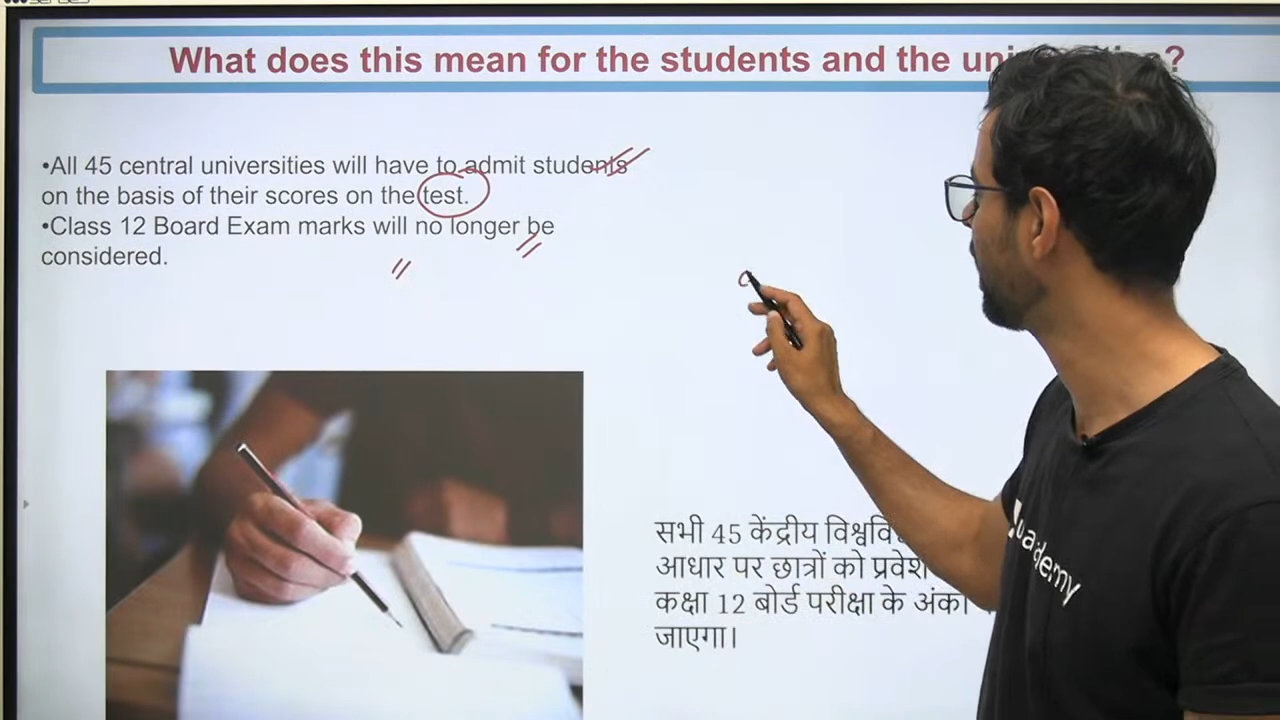 What does this mean for the students and the
•All 45 central universities will have to admit students
on the basis of their scores on the test.
•Class 12 Board Exam marks will no longer be
considered.
सभी 45 केंद्रीय
आधार पर छात्रों को प्रवेश
कक्षा 12 बोर्ड परीक्षा के अंकों
जाएगा।